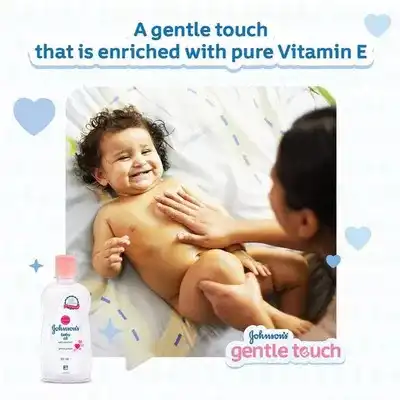 A gentle touch
that is enriched with pure Vitamin E
Johnson's
baby
oil
Johnson's
gentle touch